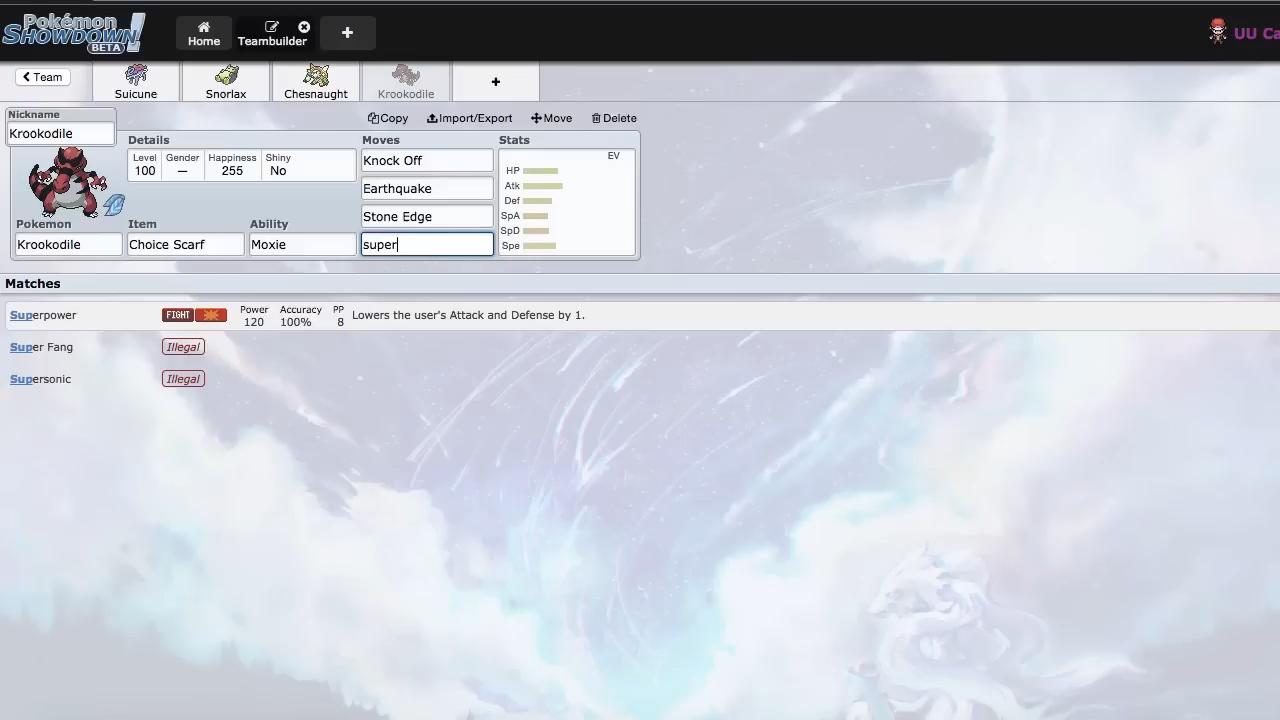 Pokémon
Showdown!
BETA
Home
Teambuilder
+
UU Ca
Team
Suicune
Snorlax
Chesnaught
Krookodile
+
Nickname
Krookodile
Copy
Import/Export
Move
Delete
Details
Level
100
Gender
—
Happiness
255
Shiny
No
Pokemon
Krookodile
Item
Choice Scarf
Ability
Moxie
Moves
Knock Off
Earthquake
Stone Edge
super
Stats
EV
HP
Atk
Def
SpA
SpD
Spe
Matches
Superpower FIGHT Power 120 Accuracy 100% PP 8 Lowers the user's Attack and Defense by 1.
Super Fang Illegal
Supersonic Illegal